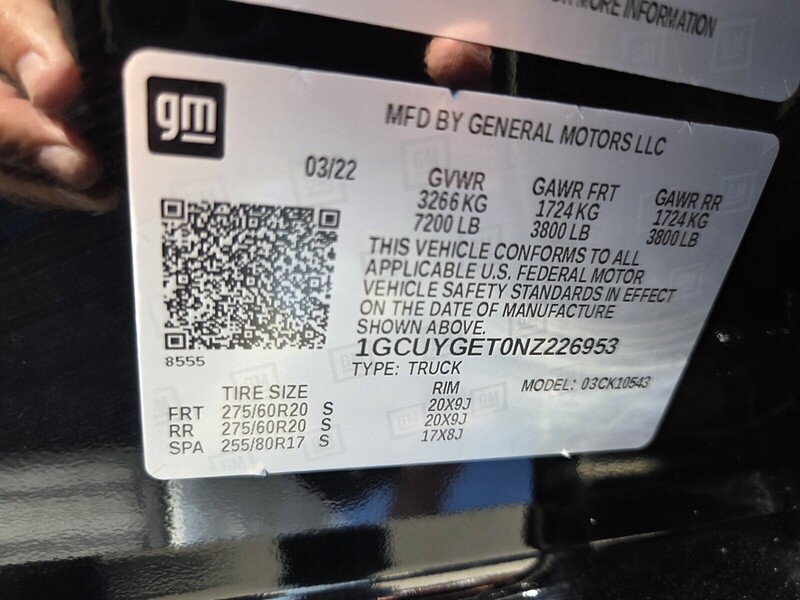 OR MORE INFORMATION
gm
MFD BY GENERAL MOTORS LLC
03/22
GVWR GAWR FRT GAWR RR
3266 KG 1724 KG 1724 KG
7200 LB 3800 LB 3800 LB
THIS VEHICLE CONFORMS TO ALL
APPLICABLE U.S. FEDERAL MOTOR
VEHICLE SAFETY STANDARDS IN EFFECT
ON THE DATE OF MANUFACTURE
SHOWN ABOVE.
8555
1GCUYGET0NZ226953
TYPE: TRUCK
MODEL: 03CK10543
TIRE SIZE RIM
FRT 275/60R20 S 20X9J
RR 275/60R20 S 20X9J
SPA 255/80R17 S 17X8J